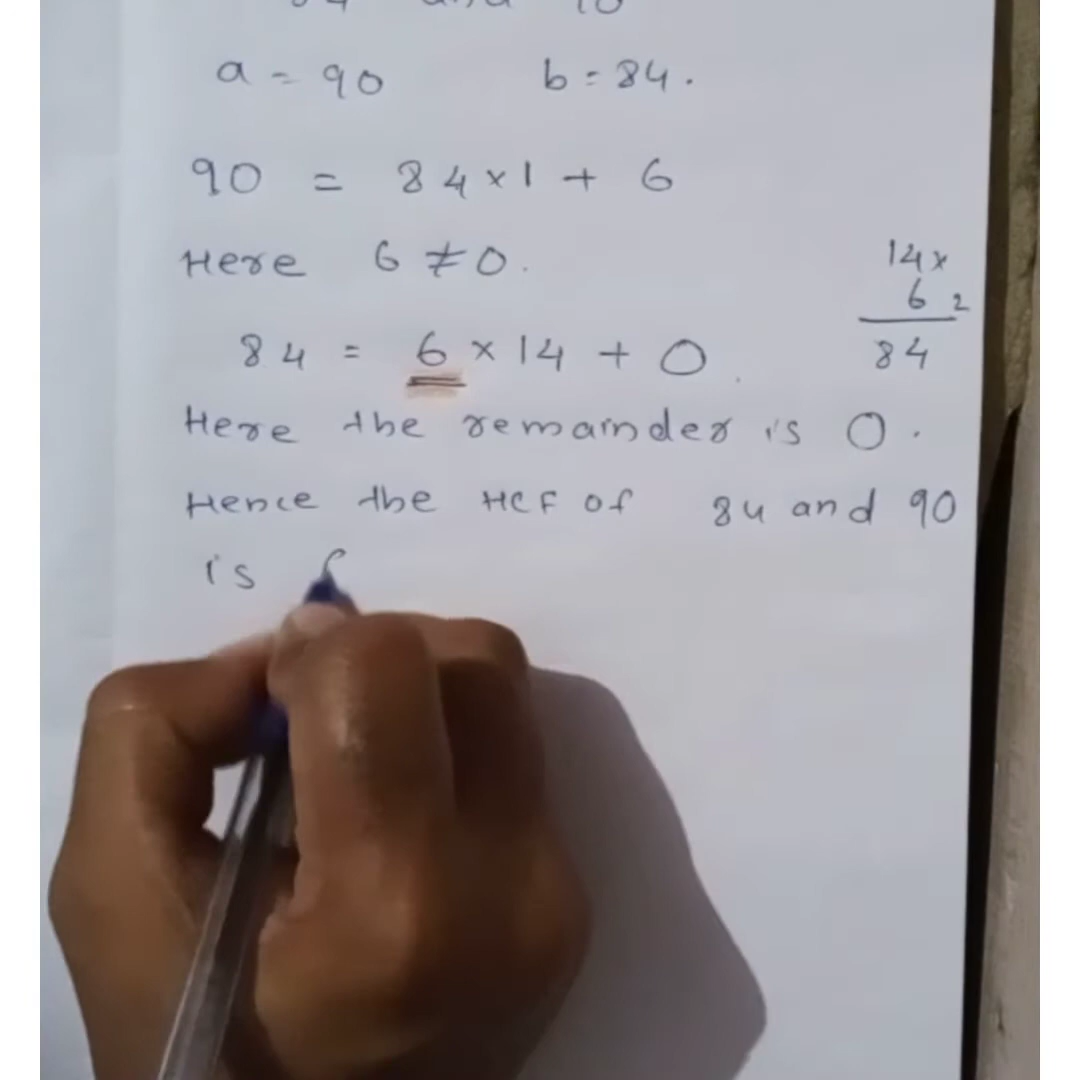 a = 90 b = 84.
90 = 84 × 1 + 6
Here 6 ≠ 0.
14 ×
6 2
84
84 = 6 × 14 + 0
Here the remainder is 0.
Hence the HCF of 84 and 90
is